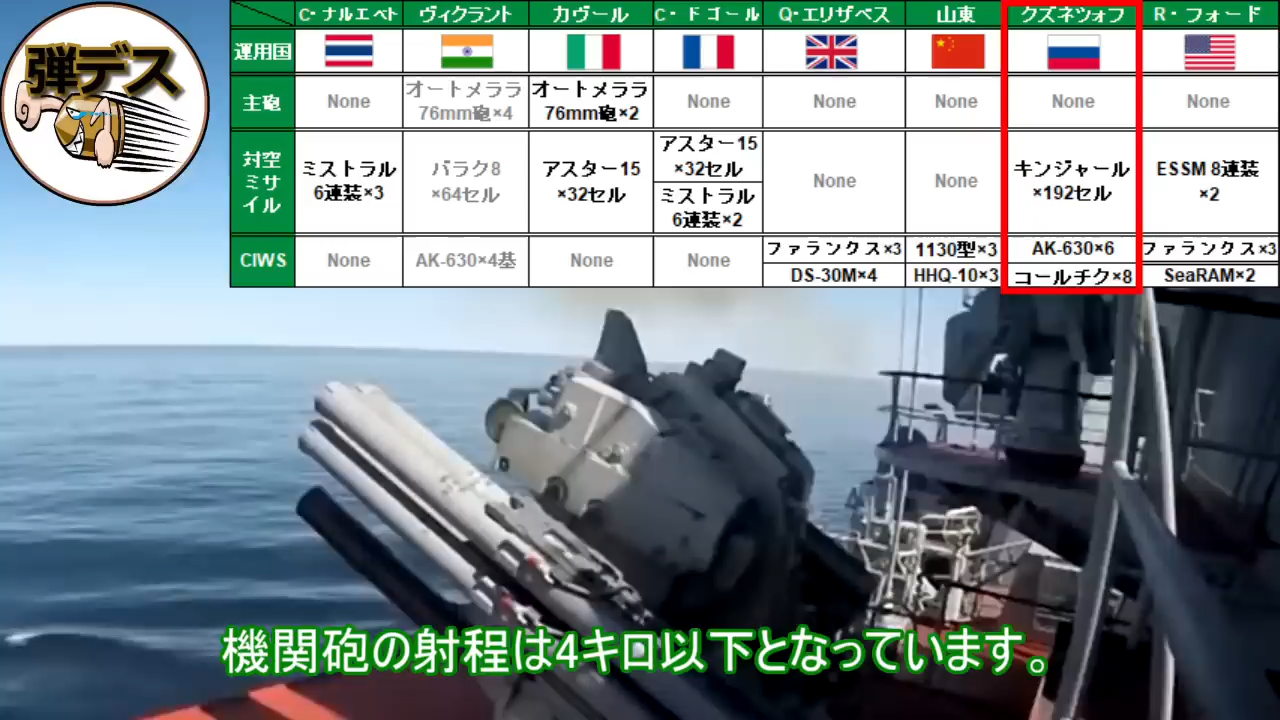 弾デス
C・ナルエベト ヴィクラント カヴール C・ドゴール Q・エリザベス 山東 クズネツォフ R・フォード
運用国
主砲 None オートメララ76mm砲×4 オートメララ76mm砲×2 None None None None None
対空ミサイル ミストラル6連装×3 バラク8×64セル アスター15×32セル アスター15×32セル ミストラル6連装×2 None None キンジャール×192セル ESSM 8連装×2
CIWS None AK-630×4基 None None ファランクス×3 1130型×3 AK-630×6 ファランクス×3
DS-30M×4 HHQ-10×3 コールチク×8 SeaRAM×2
機関砲の射程は4キロ以下となっています。